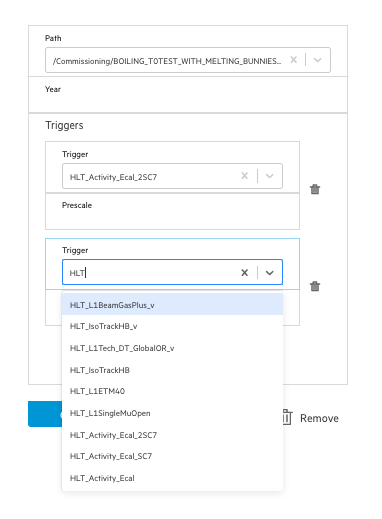 Path
/Commissioning/BOILING_T0TEST_WITH_MELTING_BUNNIES...
Year
Triggers
Trigger
HLT_Activity_Ecal_2SC7
Prescale
Trigger
HLT
HLT_L1BeamGasPlus_v
HLT_IsoTrackHB_v
HLT_L1Tech_DT_GlobalOR_v
HLT_IsoTrackHB
HLT_L1ETM40
HLT_L1SingleMuOpen
HLT_Activity_Ecal_2SC7
HLT_Activity_Ecal_SC7
HLT_Activity_Ecal
Remove